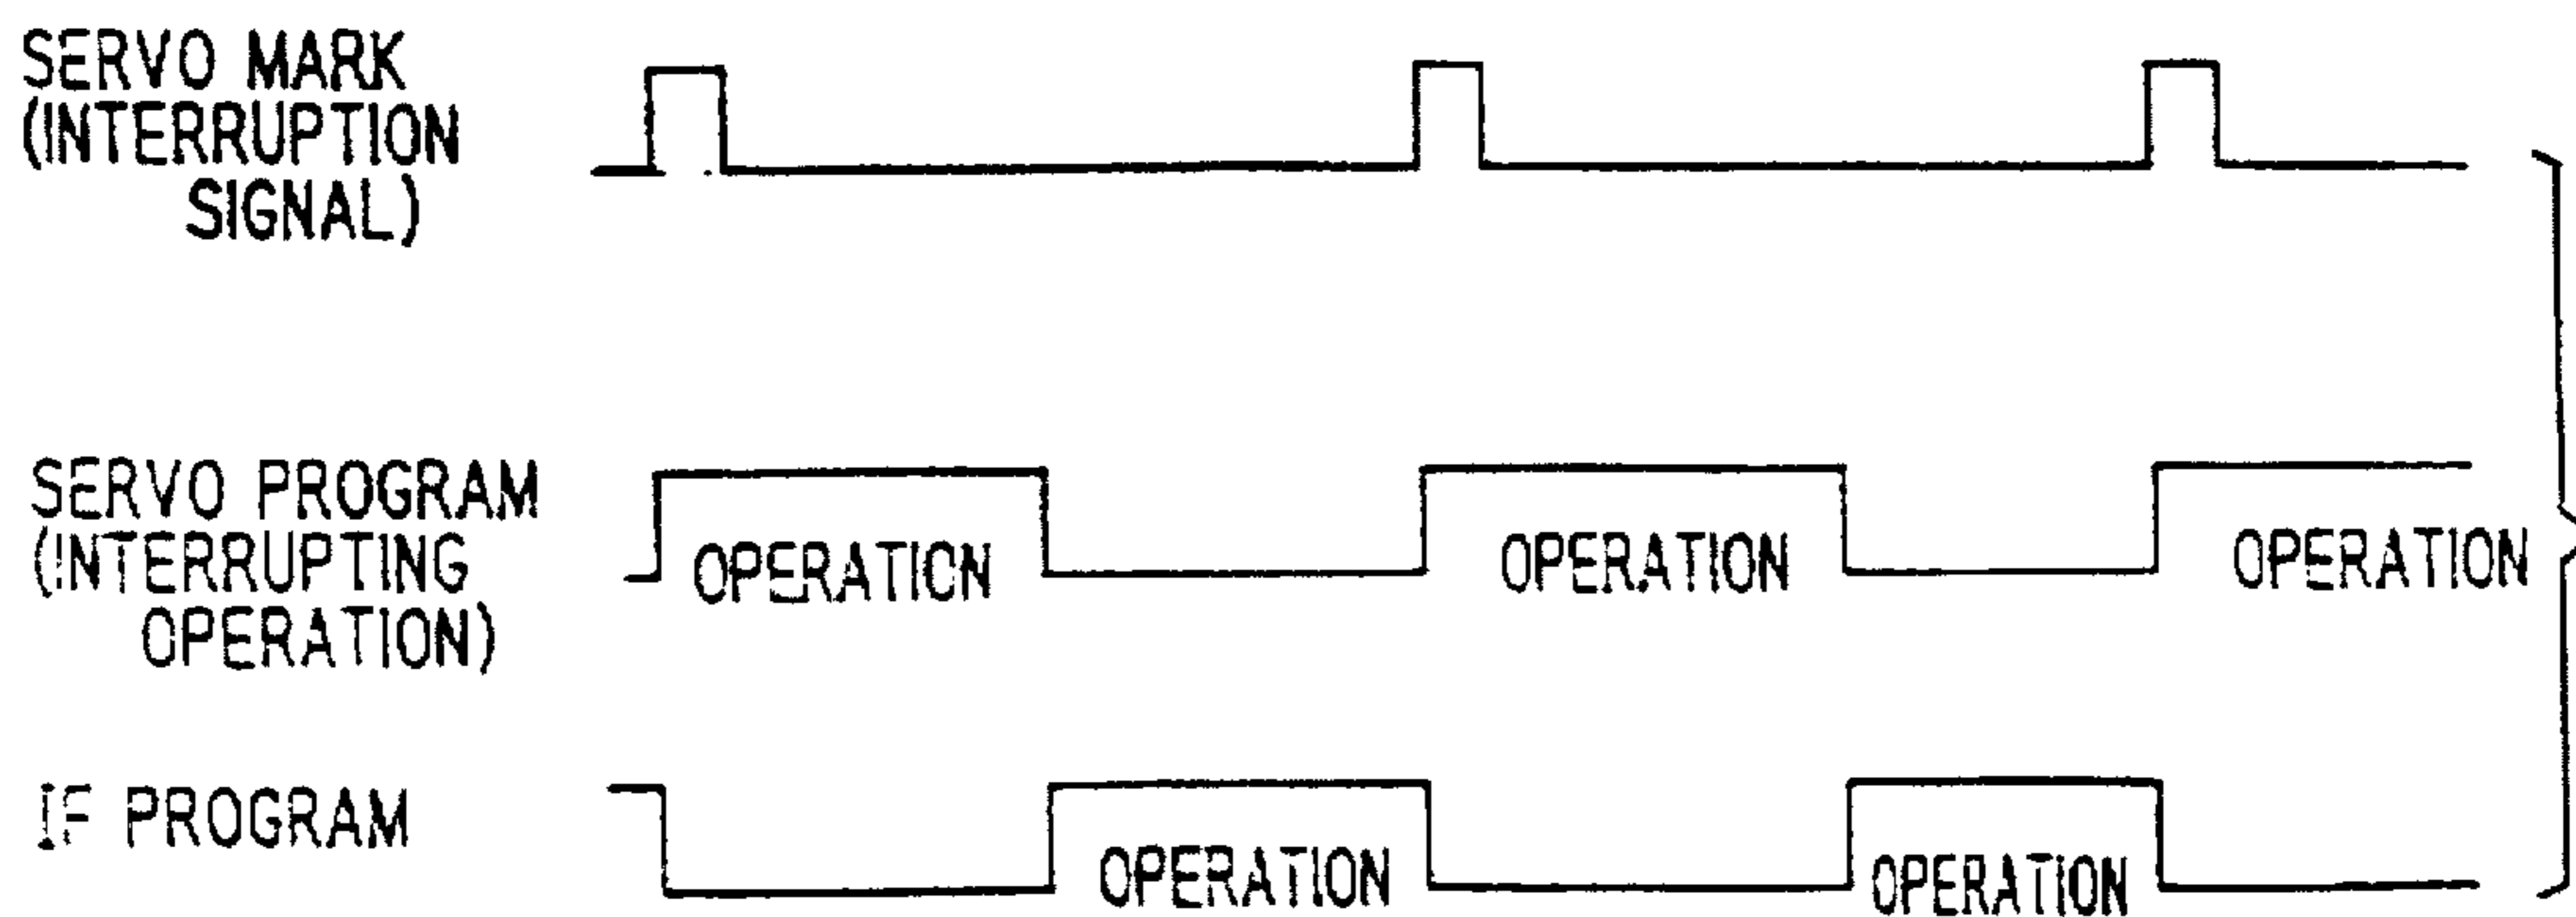 SERVO MARK
(INTERRUPTION
SIGNAL)
SERVO PROGRAM
(INTERRUPTING
OPERATION)
OPERATION
OPERATION
OPERATION
IF PROGRAM
OPERATION
OPERATION